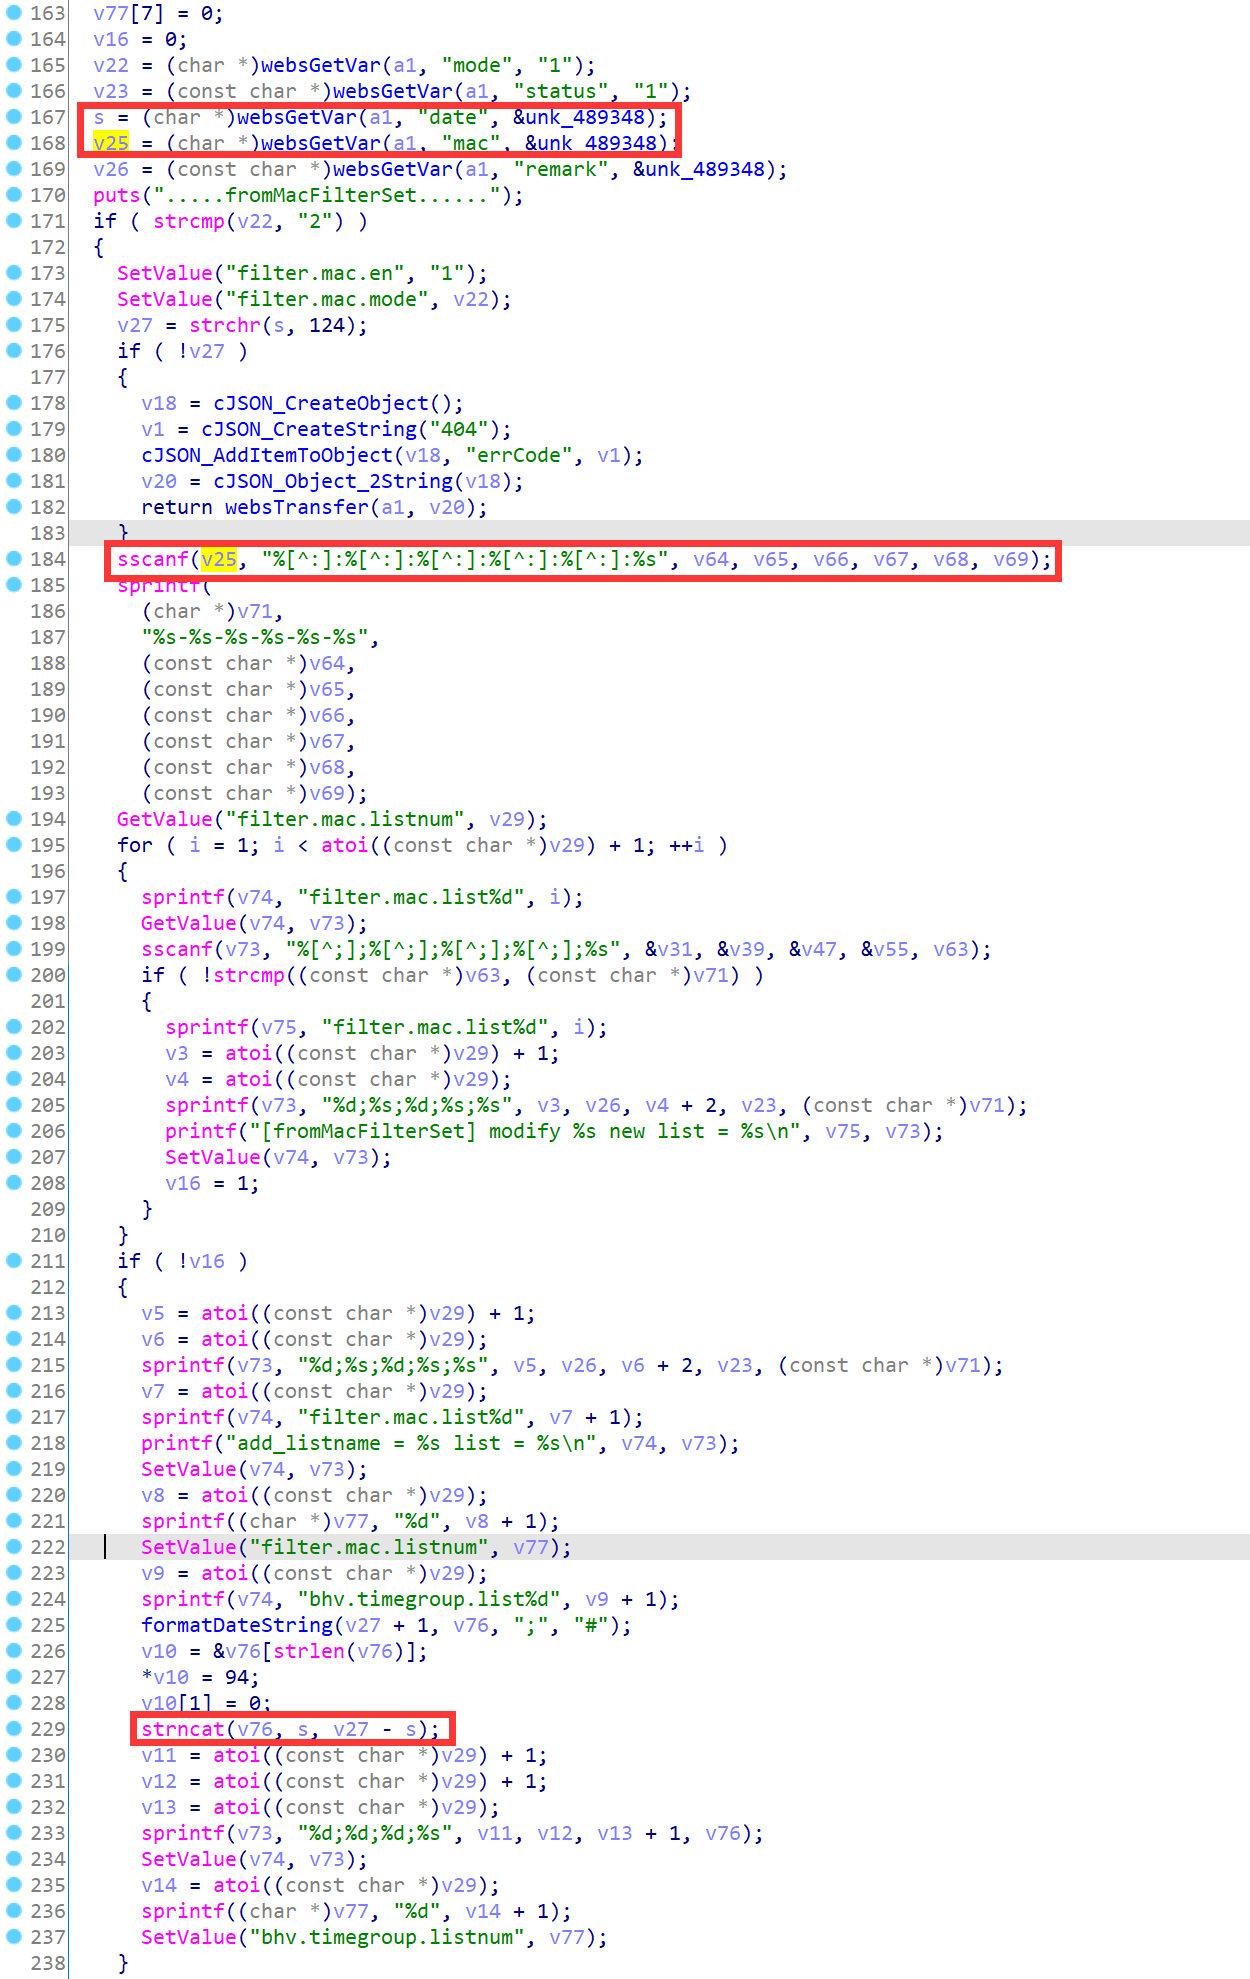 163 v77[7] = 0;
164 v16 = 0;
165 v22 = (char *)websGetVar(a1, "mode", "1");
166 v23 = (const char *)websGetVar(a1, "status", "1");
167 s = (char *)websGetVar(a1, "date", &unk_489348);
168 v25 = (char *)websGetVar(a1, "mac", &unk_489348);
169 v26 = (const char *)websGetVar(a1, "remark", &unk_489348);
170 puts(".....fromMacFilterSet......");
171 if ( strcmp(v22, "2") )
172 {
173 SetValue("filter.mac.en", "1");
174 SetValue("filter.mac.mode", v22);
175 v27 = strchr(s, 124);
176 if ( !v27 )
177 {
178 v18 = cJSON_CreateObject();
179 v1 = cJSON_CreateString("404");
180 cJSON_AddItemToObject(v18, "errCode", v1);
181 v20 = cJSON_Object_2String(v18);
182 return websTransfer(a1, v20);
183 }
184 sscanf(v25, "%[^:]:%[^:]:%[^:]:%[^:]:%[^:]:%s", v64, v65, v66, v67, v68, v69);
185 sprintf(
186 (char *)v71,
187 "%s-%s-%s-%s-%s-%s",
188 (const char *)v64,
189 (const char *)v65,
190 (const char *)v66,
191 (const char *)v67,
192 (const char *)v68,
193 (const char *)v69);
194 GetValue("filter.mac.listnum", v29);
195 for ( i = 1; i < atoi((const char *)v29) + 1; ++i )
196 {
197 sprintf(v74, "filter.mac.list%d", i);
198 GetValue(v74, v73);
199 sscanf(v73, "%[^;];%[^;];%[^;];%[^;];%s", &v31, &v39, &v47, &v55, v63);
200 if ( !strcmp((const char *)v63, (const char *)v71) )
201 {
202 sprintf(v75, "filter.mac.list%d", i);
203 v3 = atoi((const char *)v29) + 1;
204 v4 = atoi((const char *)v29);
205 sprintf(v73, "%d;%s;%d;%s;%s", v3, v26, v4 + 2, v23, (const char *)v71);
206 printf("[fromMacFilterSet] modify %s new list = %s\n", v75, v73);
207 SetValue(v74, v73);
208 v16 = 1;
209 }
210 }
211 if ( !v16 )
212 {
213 v5 = atoi((const char *)v29) + 1;
214 v6 = atoi((const char *)v29);
215 sprintf(v73, "%d;%s;%d;%s;%s", v5, v26, v6 + 2, v23, (const char *)v71);
216 v7 = atoi((const char *)v29);
217 sprintf(v74, "filter.mac.list%d", v7 + 1);
218 printf("add_listname = %s list = %s\n", v74, v73);
219 SetValue(v74, v73);
220 v8 = atoi((const char *)v29);
221 sprintf((char *)v77, "%d", v8 + 1);
222 SetValue("filter.mac.listnum", v77);
223 v9 = atoi((const char *)v29);
224 sprintf(v74, "bhv.timegroup.list%d", v9 + 1);
225 formatDateString(v27 + 1, v76, ";", "#");
226 v10 = &v76[strlen(v76)];
227 *v10 = 94;
228 v10[1] = 0;
229 strncat(v76, s, v27 - s);
230 v11 = atoi((const char *)v29) + 1;
231 v12 = atoi((const char *)v29) + 1;
232 v13 = atoi((const char *)v29);
233 sprintf(v73, "%d;%d;%d;%s", v11, v12, v13 + 1, v76);
234 SetValue(v74, v73);
235 v14 = atoi((const char *)v29);
236 sprintf((char *)v77, "%d", v14 + 1);
237 SetValue("bhv.timegroup.listnum", v77);
238 }